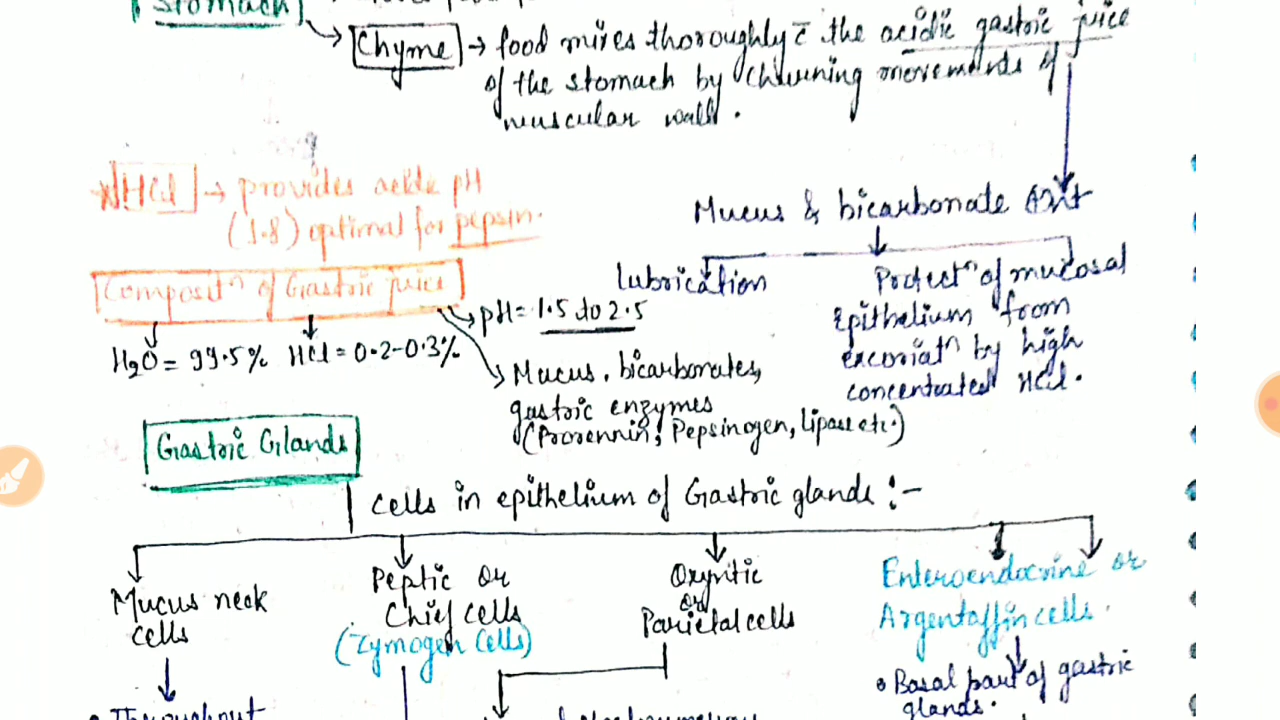 Stomach
Chyme → food mixes thoroughly c̄ the acidic gastric juice
of the stomach by churning movements of
muscular wall.
HCl → provides acidic pH
(1.8) optimal for pepsin.
Mucus & bicarbonate
Lubrication
Protectⁿ of mucosal
Epithelium from
excoriatⁿ by high
concentrated HCl.
Compositⁿ of Gastric juice
pH = 1.5 to 2.5
H₂O = 99.5% HCl = 0.2-0.3%
Mucus, bicarbonates,
gastric enzymes
(Prorennin, Pepsinogen, lipase etc.)
Gastric Glands
Cells in epithelium of Gastric glands :-
Mucus neck
cells
Peptic or
Chief cells
(Zymogen cells)
Oxyntic
or
Parietal cells
Enteroendocrine or
Argentaffin cells.
• Throughout
• Basal part of gastric
glands.